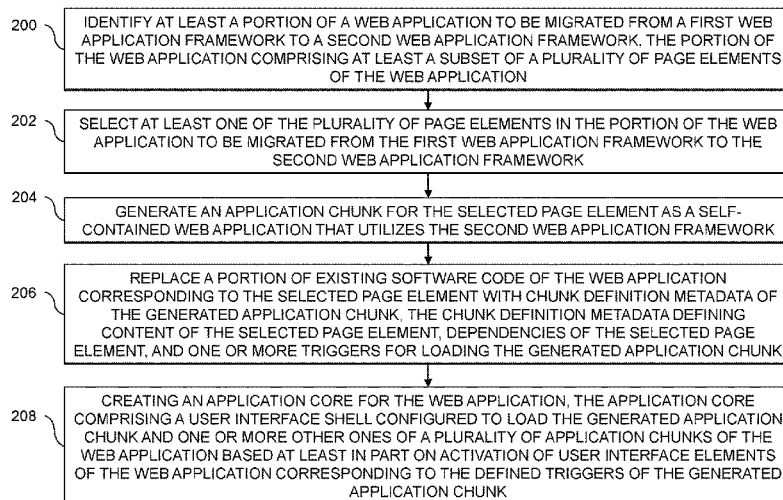 200
IDENTIFY AT LEAST A PORTION OF A WEB APPLICATION TO BE MIGRATED FROM A FIRST WEB
APPLICATION FRAMEWORK TO A SECOND WEB APPLICATION FRAMEWORK, THE PORTION OF
THE WEB APPLICATION COMPRISING AT LEAST A SUBSET OF A PLURALITY OF PAGE ELEMENTS
OF THE WEB APPLICATION
202
SELECT AT LEAST ONE OF THE PLURALITY OF PAGE ELEMENTS IN THE PORTION OF THE WEB
APPLICATION TO BE MIGRATED FROM THE FIRST WEB APPLICATION FRAMEWORK TO THE
SECOND WEB APPLICATION FRAMEWORK
204
GENERATE AN APPLICATION CHUNK FOR THE SELECTED PAGE ELEMENT AS A SELF-
CONTAINED WEB APPLICATION THAT UTILIZES THE SECOND WEB APPLICATION FRAMEWORK
206
REPLACE A PORTION OF EXISTING SOFTWARE CODE OF THE WEB APPLICATION
CORRESPONDING TO THE SELECTED PAGE ELEMENT WITH CHUNK DEFINITION METADATA OF
THE GENERATED APPLICATION CHUNK, THE CHUNK DEFINITION METADATA DEFINING
CONTENT OF THE SELECTED PAGE ELEMENT, DEPENDENCIES OF THE SELECTED PAGE
ELEMENT, AND ONE OR MORE TRIGGERS FOR LOADING THE GENERATED APPLICATION CHUNK
208
CREATING AN APPLICATION CORE FOR THE WEB APPLICATION, THE APPLICATION CORE
COMPRISING A USER INTERFACE SHELL CONFIGURED TO LOAD THE GENERATED APPLICATION
CHUNK AND ONE OR MORE OTHER ONES OF A PLURALITY OF APPLICATION CHUNKS OF THE
WEB APPLICATION BASED AT LEAST IN PART ON ACTIVATION OF USER INTERFACE ELEMENTS
OF THE WEB APPLICATION CORRESPONDING TO THE DEFINED TRIGGERS OF THE GENERATED
APPLICATION CHUNK